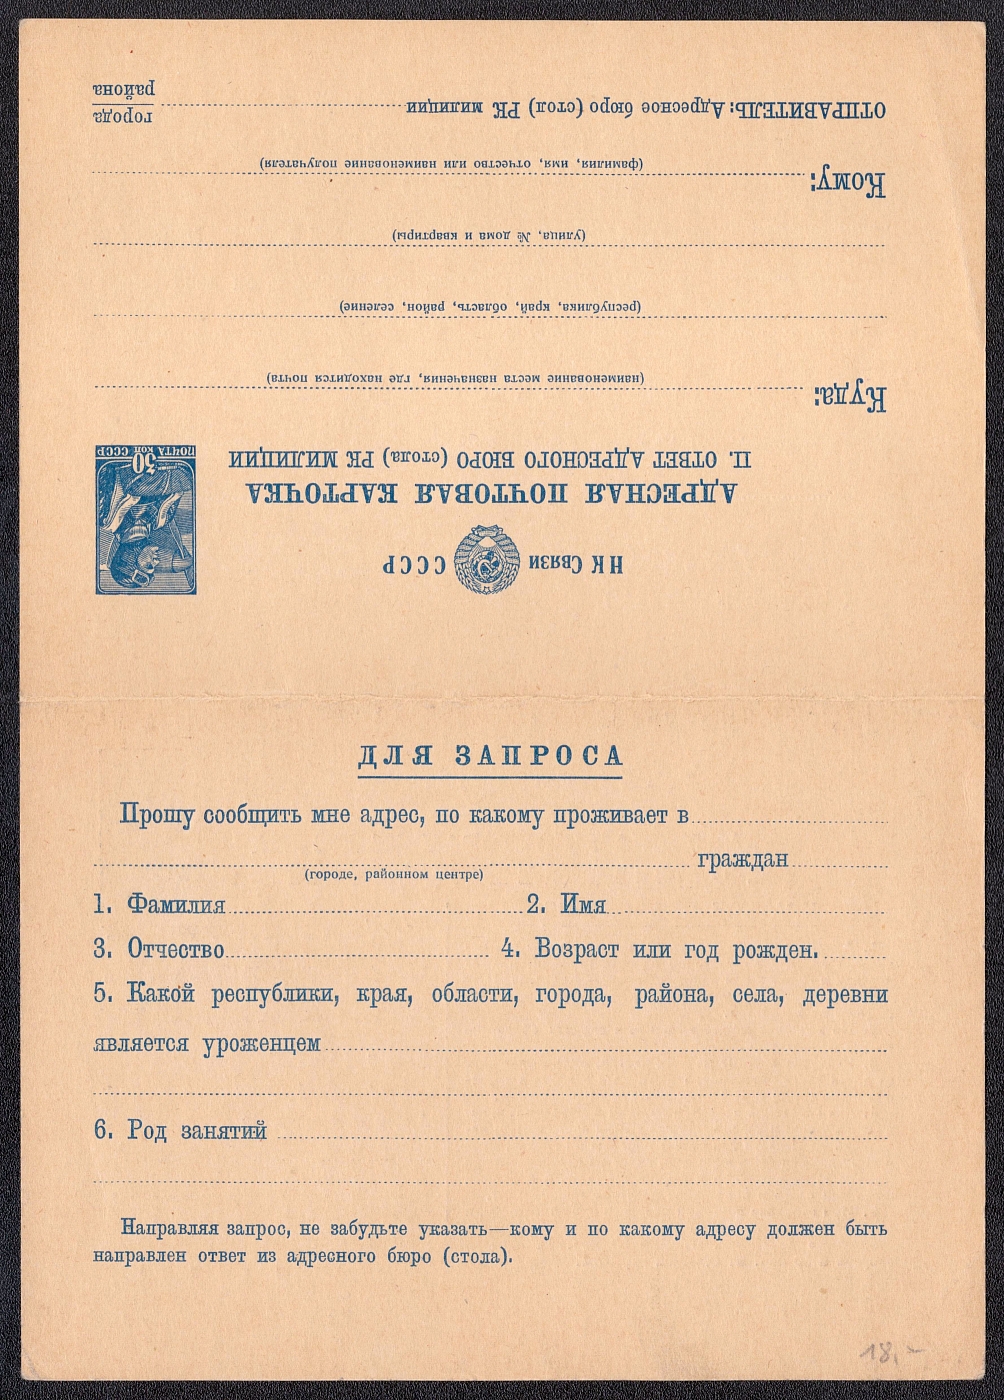 НК Связи СССР
АДРЕСНАЯ ПОЧТОВАЯ КАРТОЧКА
II. ОТВЕТ АДРЕСНОГО БЮРО (стола) РК МИЛИЦИИ
ПОЧТА 30 КОП СССР
Куда:
(наименование места назначения, где находится почта)
(республика, край, область, район, селение)
(улица, № дома и квартиры)
Кому:
(фамилия, имя, отчество или наименование получателя)
ОТПРАВИТЕЛЬ: Адресное бюро (стол) РК милиции
города
района
ДЛЯ ЗАПРОСА
Прошу сообщить мне адрес, по какому проживает в
граждан
(городе, районном центре)
1. Фамилия 2. Имя
3. Отчество 4. Возраст или год рожден.
5. Какой республики, края, области, города, района, села, деревни
является уроженцем
6. Род занятий
Направляя запрос, не забудьте указать—кому и по какому адресу должен быть
направлен ответ из адресного бюро (стола).
18,-